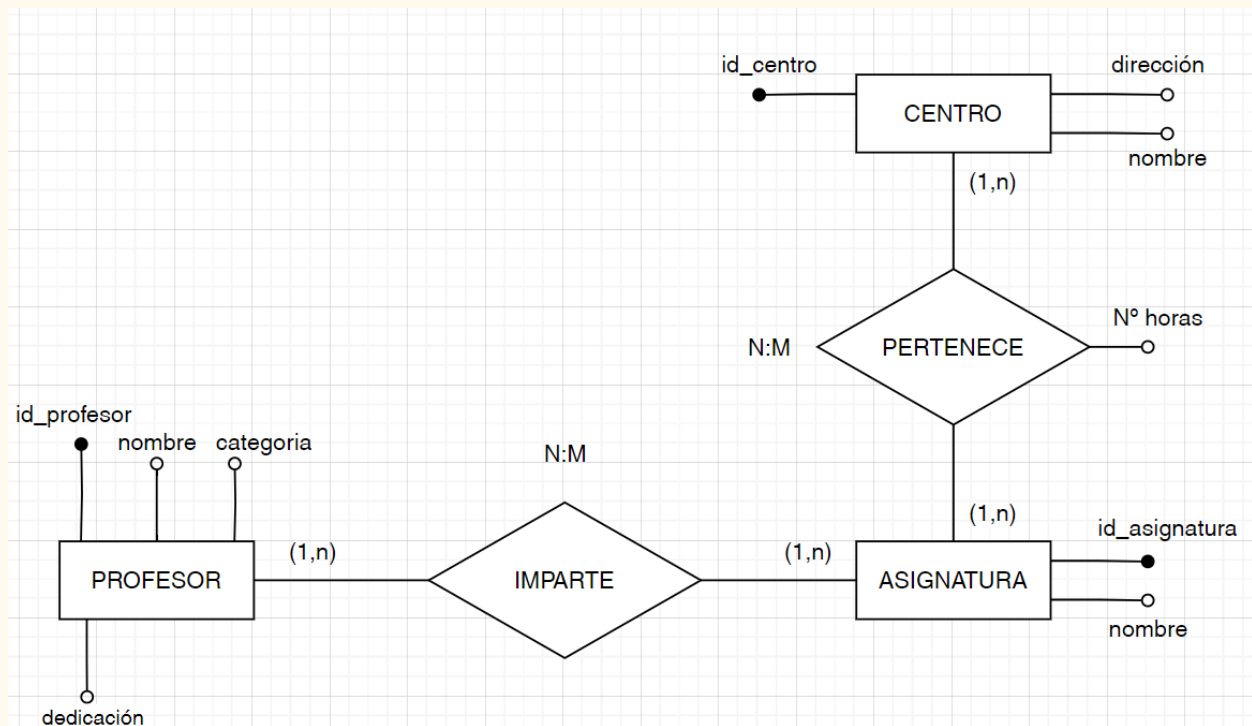 id_centro
dirección
CENTRO
nombre
(1,n)
Nº horas
N:M
PERTENECE
id_profesor
nombre
categoria
N:M
(1,n)
id_asignatura
(1,n)
(1,n)
PROFESOR
IMPARTE
ASIGNATURA
nombre
dedicación